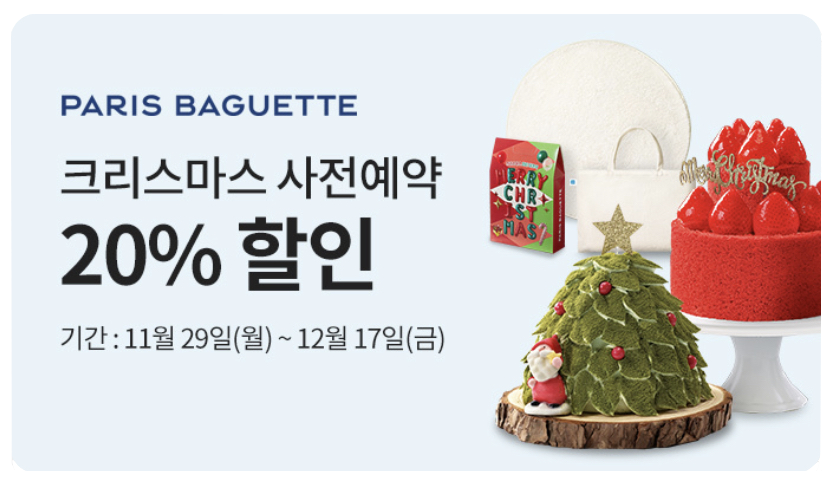 PARIS BAGUETTE
크리스마스 사전예약
20% 할인
기간 : 11월 29일(월) ~ 12월 17일(금)
MERRY
CHR
IST
MAS!
Merry Christmas